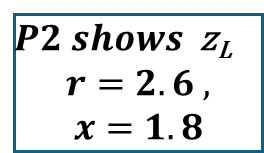 P2 shows z_L
r = 2.6 ,
x = 1.8